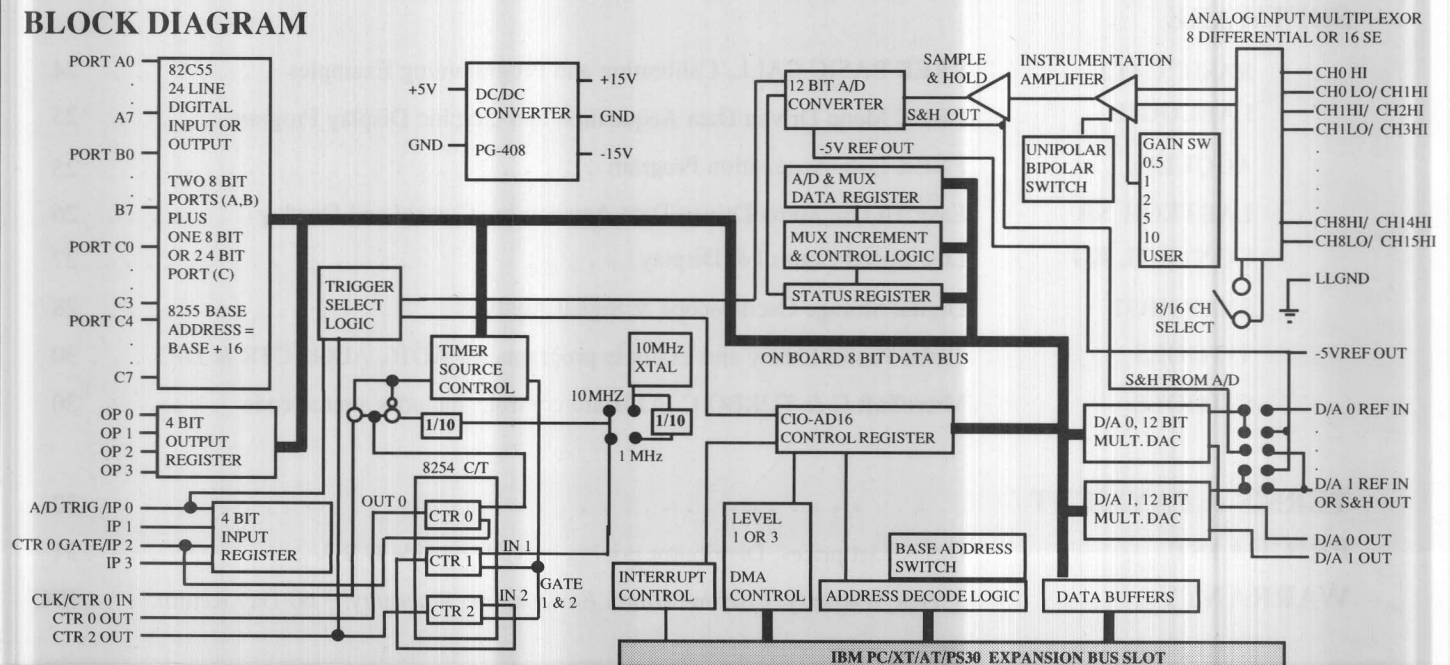 BLOCK DIAGRAM
PORT A0
.
.
A7
PORT B0
.
.
B7
PORT C0
.
.
C3
PORT C4
.
.
C7
82C55
24 LINE
DIGITAL
INPUT OR
OUTPUT
TWO 8 BIT
PORTS (A,B)
PLUS
ONE 8 BIT
OR 2 4 BIT
PORT (C)
8255 BASE
ADDRESS =
BASE + 16
OP 0
OP 1
OP 2
OP 3
4 BIT
OUTPUT
REGISTER
A/D TRIG /IP 0
IP 1
CTR 0 GATE/IP 2
IP 3
4 BIT
INPUT
REGISTER
CLK/CTR 0 IN
CTR 0 OUT
CTR 2 OUT
+5V
GND
DC/DC
CONVERTER
PG-408
+15V
GND
-15V
TRIGGER
SELECT
LOGIC
TIMER
SOURCE
CONTROL
1/10
8254 C/T
OUT 0
CTR 0
CTR 1
CTR 2
IN 1
IN 2
GATE
1 & 2
10MHz
XTAL
10 MHZ
1/10
1 MHz
12 BIT A/D
CONVERTER
SAMPLE
& HOLD
S&H OUT
-5V REF OUT
A/D & MUX
DATA REGISTER
MUX INCREMENT
& CONTROL LOGIC
STATUS REGISTER
INSTRUMENTATION
AMPLIFIER
UNIPOLAR
BIPOLAR
SWITCH
GAIN SW
0.5
1
2
5
10
USER
ANALOG INPUT MULTIPLEXOR
8 DIFFERENTIAL OR 16 SE
CH0 HI
CH0 LO/ CH1HI
CH1HI/ CH2HI
CH1LO/ CH3HI
.
.
.
CH8HI/ CH14HI
CH8LO/ CH15HI
LLGND
8/16 CH
SELECT
ON BOARD 8 BIT DATA BUS
-5VREF OUT
S&H FROM A/D
CIO-AD16
CONTROL REGISTER
D/A 0, 12 BIT
MULT. DAC
D/A 1, 12 BIT
MULT. DAC
D/A 0 REF IN
.
.
D/A 1 REF IN
OR S&H OUT
D/A 0 OUT
D/A 1 OUT
INTERRUPT
CONTROL
LEVEL
1 OR 3
DMA
CONTROL
BASE ADDRESS
SWITCH
ADDRESS DECODE LOGIC
DATA BUFFERS
IBM PC/XT/AT/PS30 EXPANSION BUS SLOT